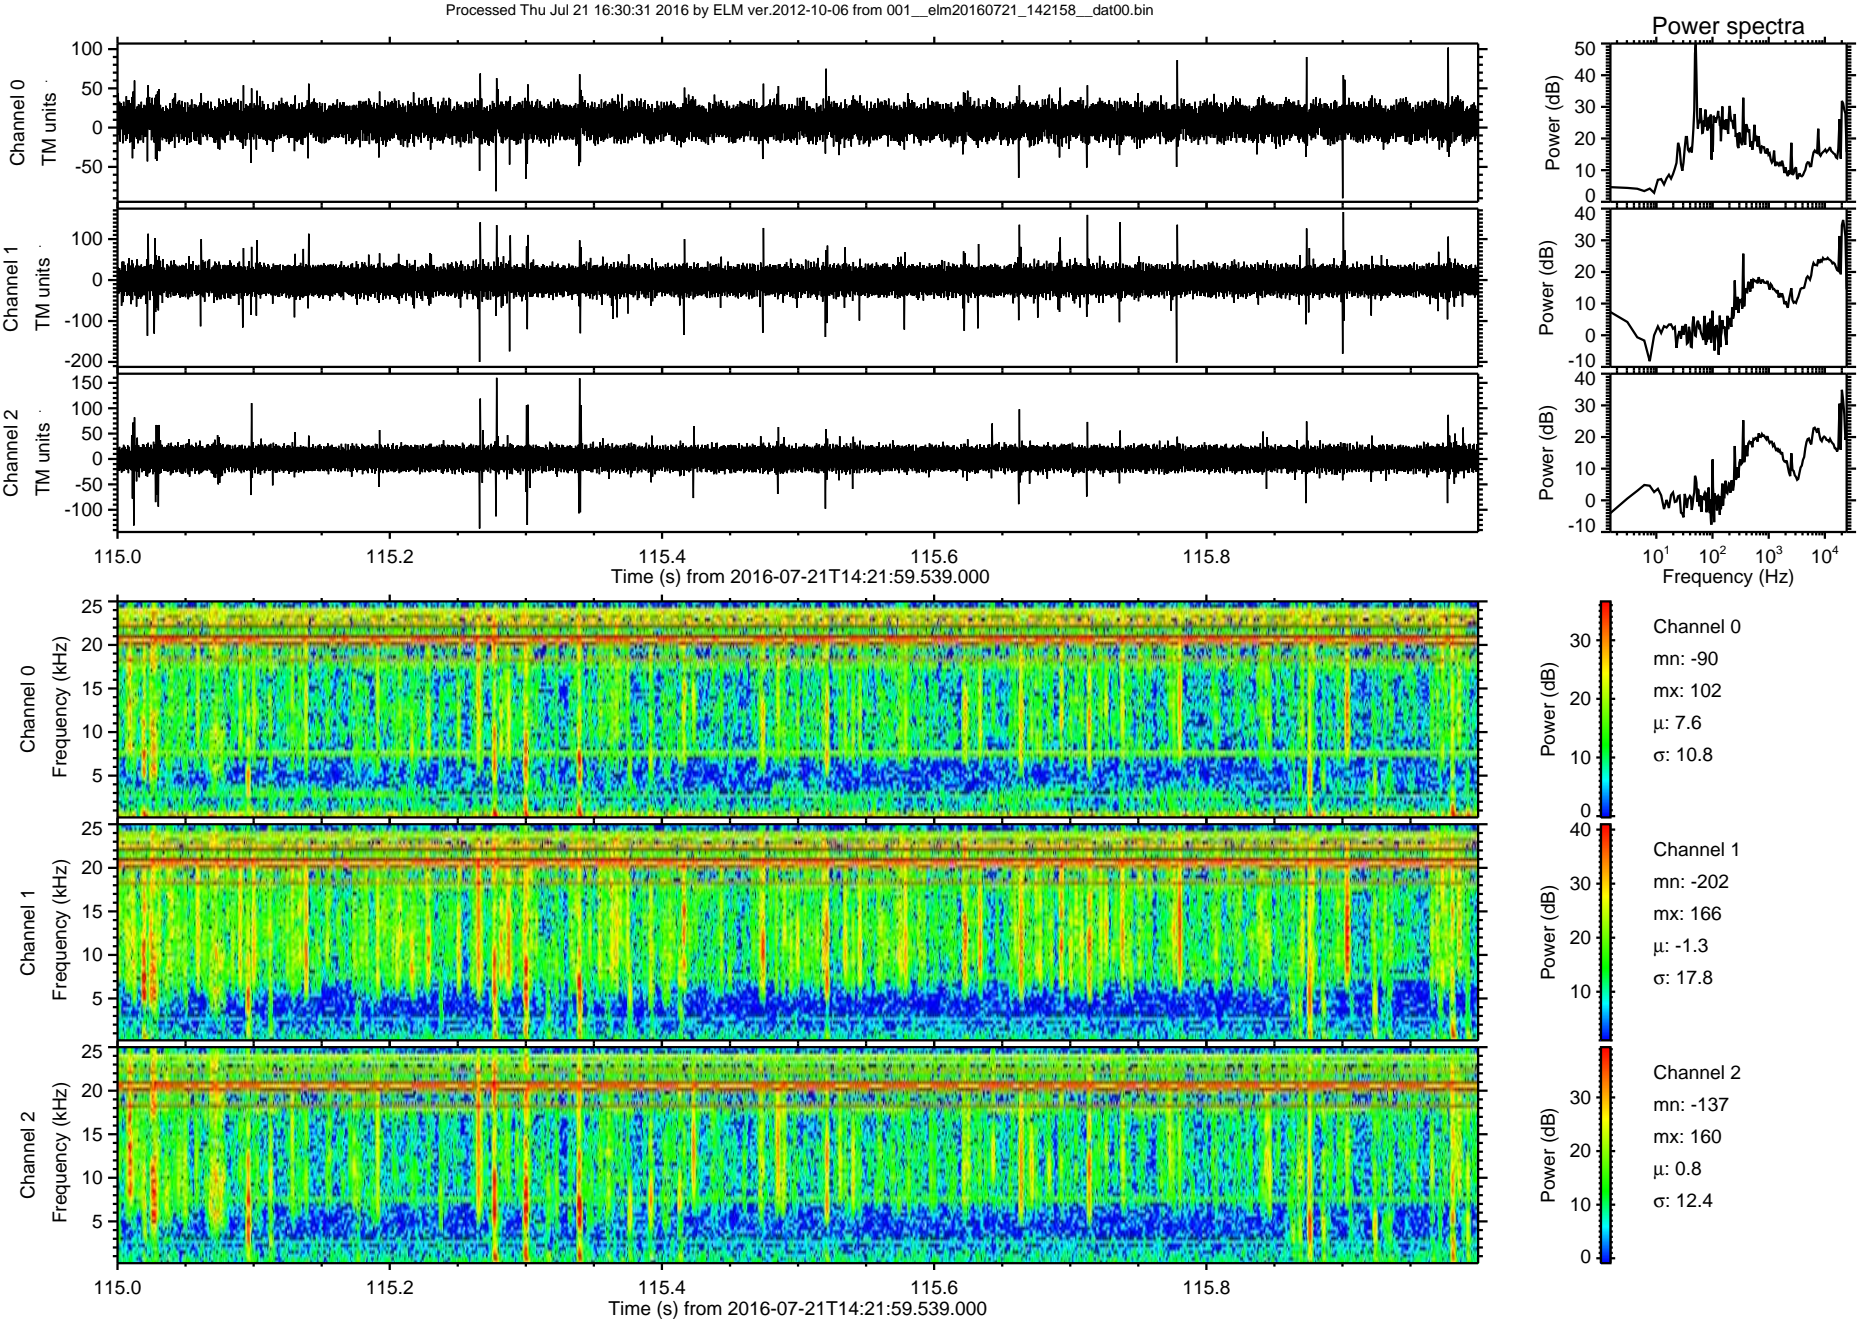 Processed Thu Jul 21 16:30:31 2016 by ELM ver.2012-10-06 from 001__elm20160721_142158__dat00.bin
Power spectra
Channel 0
TM units
100
50
0
-50
Power (dB)
50
40
30
20
10
0
Channel 1
TM units
100
0
-100
-200
Power (dB)
40
30
20
10
0
-10
Channel 2
TM units
150
100
50
0
-50
-100
Power (dB)
40
30
20
10
0
-10
115.0 115.2 115.4 115.6 115.8
Time (s) from 2016-07-21T14:21:59.539.000
10¹ 10² 10³ 10⁴
Frequency (Hz)
Channel 0
Frequency (kHz)
25
20
15
10
5
Power (dB)
30
20
10
0
Channel 0
mn: -90
mx: 102
μ: 7.6
σ: 10.8
Channel 1
Frequency (kHz)
25
20
15
10
5
Power (dB)
40
30
20
10
Channel 1
mn: -202
mx: 166
μ: -1.3
σ: 17.8
Channel 2
Frequency (kHz)
25
20
15
10
5
Power (dB)
30
20
10
0
Channel 2
mn: -137
mx: 160
μ: 0.8
σ: 12.4
115.0 115.2 115.4 115.6 115.8
Time (s) from 2016-07-21T14:21:59.539.000